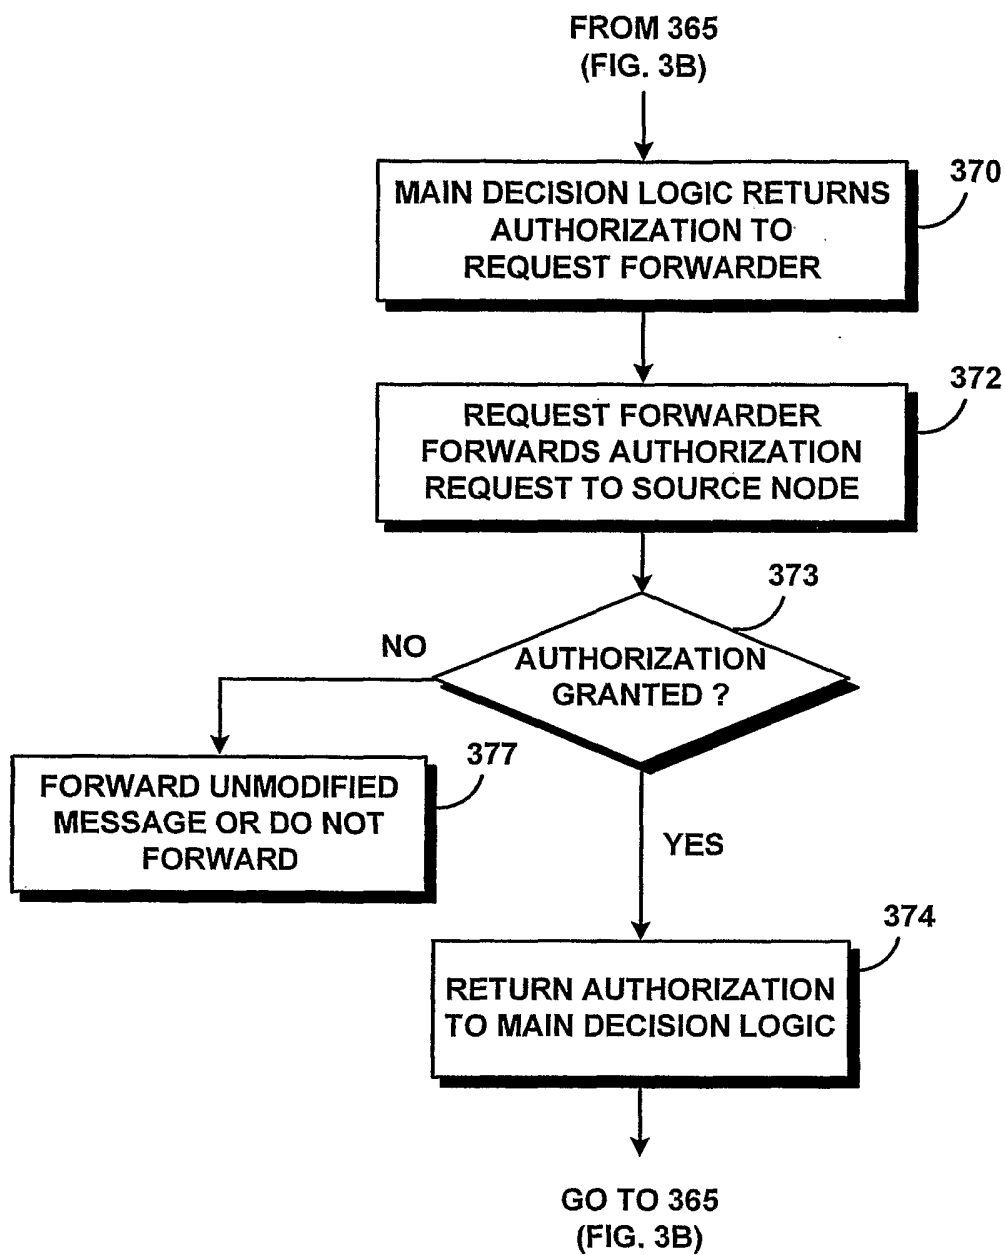 FROM 365
(FIG. 3B)
370
MAIN DECISION LOGIC RETURNS
AUTHORIZATION TO
REQUEST FORWARDER
372
REQUEST FORWARDER
FORWARDS AUTHORIZATION
REQUEST TO SOURCE NODE
373
AUTHORIZATION
GRANTED ?
NO
377
FORWARD UNMODIFIED
MESSAGE OR DO NOT
FORWARD
YES
374
RETURN AUTHORIZATION
TO MAIN DECISION LOGIC
GO TO 365
(FIG. 3B)